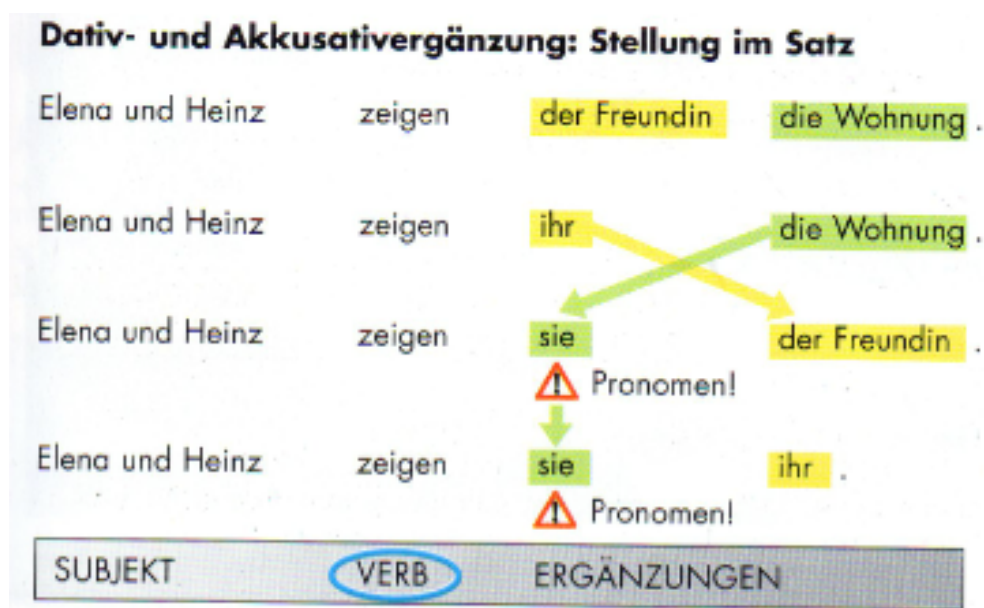 Dativ- und Akkusativergänzung: Stellung im Satz
Elena und Heinz zeigen der Freundin die Wohnung .
Elena und Heinz zeigen ihr die Wohnung .
Elena und Heinz zeigen sie der Freundin .
! Pronomen!
Elena und Heinz zeigen sie ihr .
! Pronomen!
SUBJEKT VERB ERGÄNZUNGEN